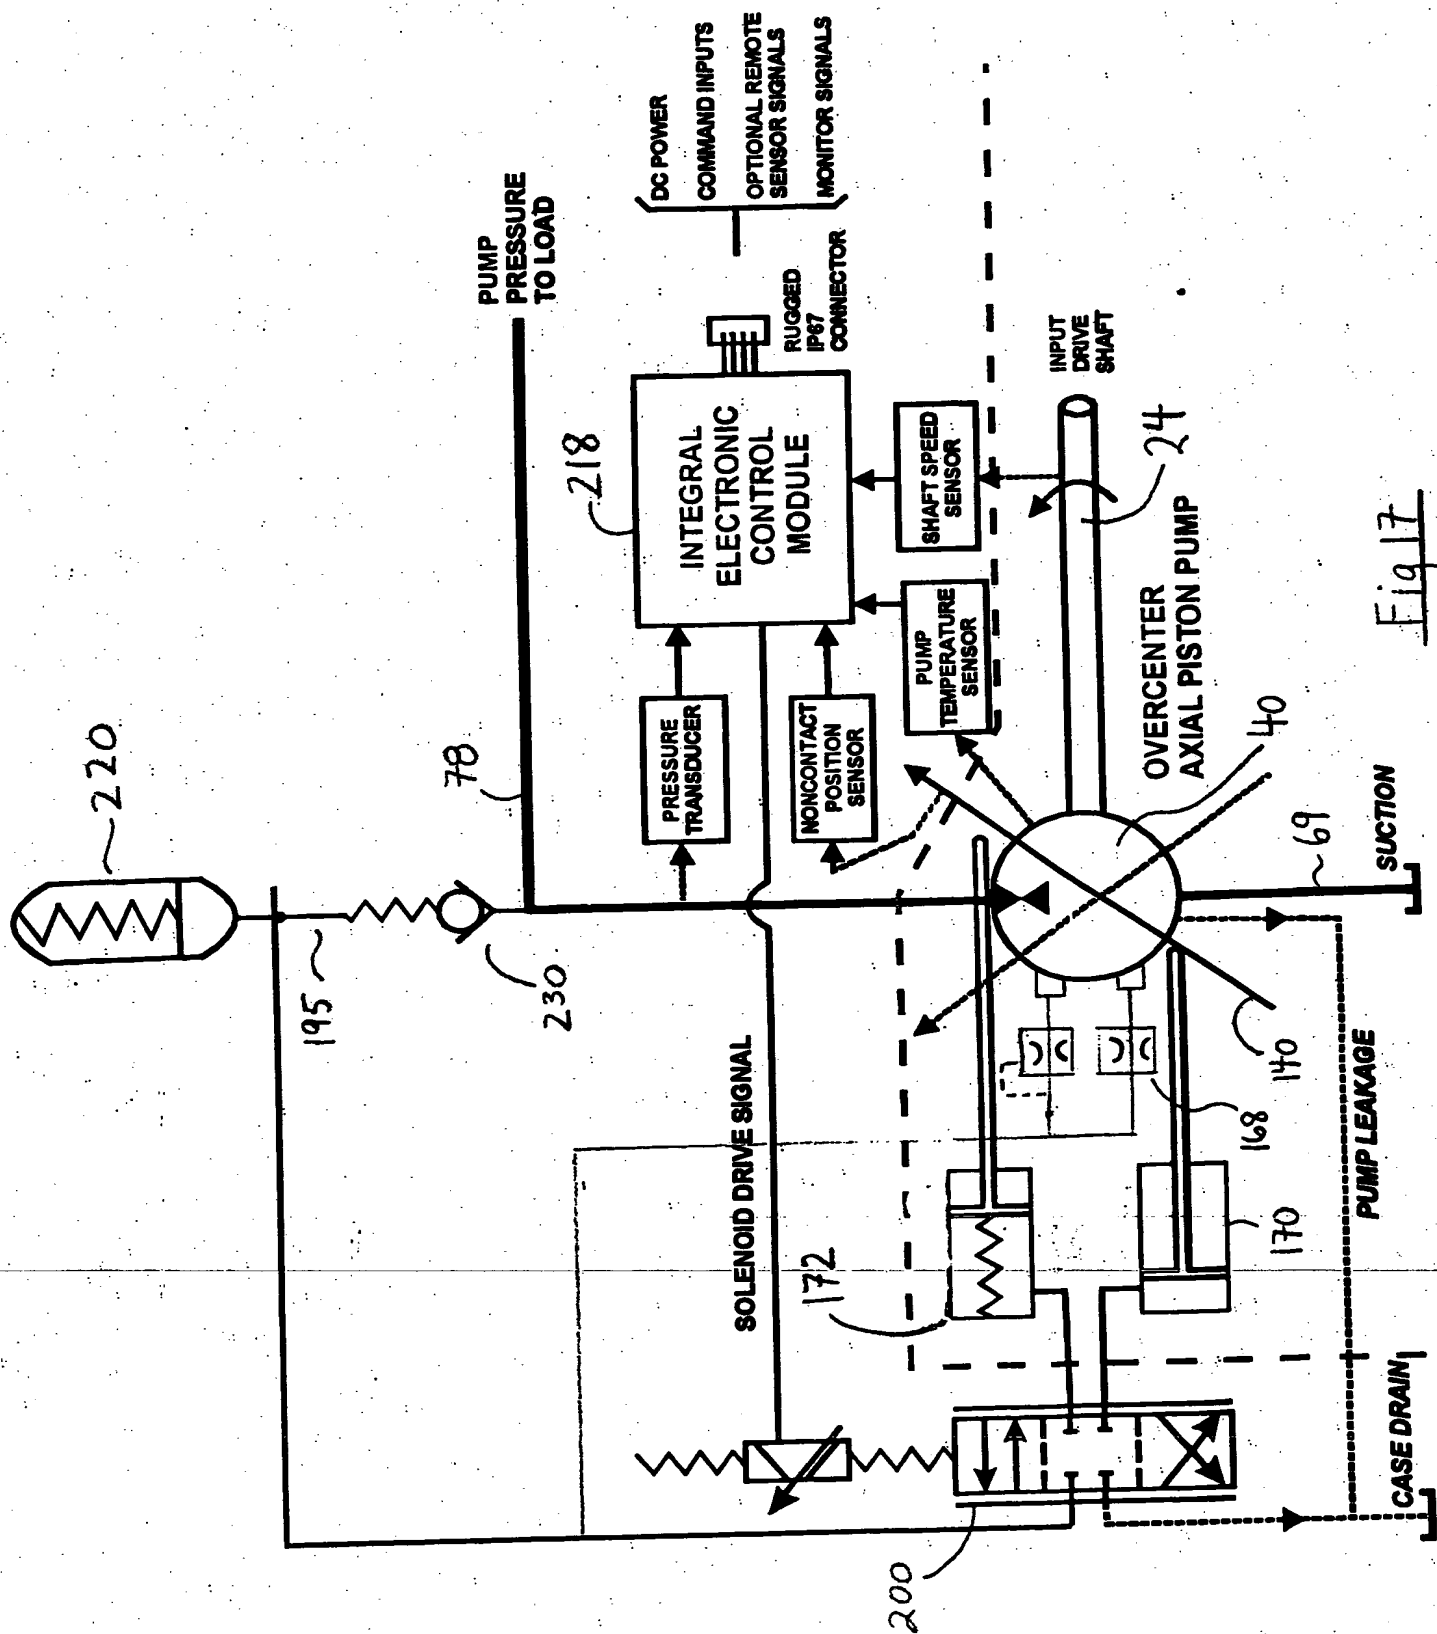 220
195
230
78
PUMP
PRESSURE
TO LOAD
218
INTEGRAL
ELECTRONIC
CONTROL
MODULE
RUGGED
IP67
CONNECTOR
DC POWER
COMMAND INPUTS
OPTIONAL REMOTE
SENSOR SIGNALS
MONITOR SIGNALS
PRESSURE
TRANSDUCER
NONCONTACT
POSITION
SENSOR
PUMP
TEMPERATURE
SENSOR
SHAFT SPEED
SENSOR
SOLENOID DRIVE SIGNAL
INPUT
DRIVE
SHAFT
24
OVERCENTER
AXIAL PISTON PUMP
40
69
SUCTION
140
168
170
172
200
PUMP LEAKAGE
CASE DRAIN
Fig 17